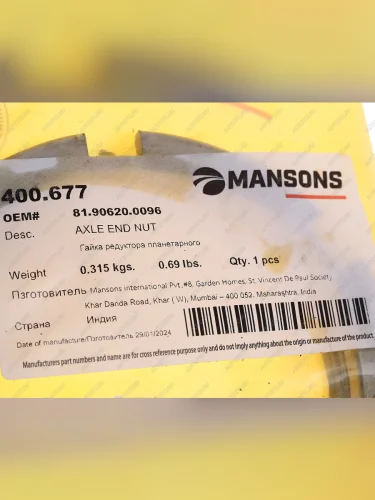 MANSONS
400.677
OEM# 81.90620.0096
Desc. AXLE END NUT
Гайка редуктора планетарного
Weight 0.315 kgs. 0.69 lbs. Qty. 1 pcs
Пзготовитель Mansons International Pvt.,#8, Garden Homes, St. Vincent De Paul Society,
Khar Danda Road, Khar ( W), Mumbai – 400 052. Maharashtra, India
Страна Индия
Date of manufacture/Пзготовитель 29/01/2024
Manufacturers part numbers and name are for cross reference purpose only and do not imply anything about the origin or manufacture of the product.